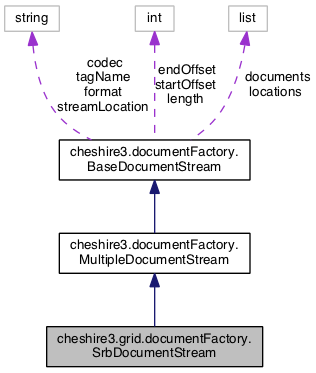 string
int
list
codec
tagName
format
streamLocation
endOffset
startOffset
length
documents
locations
cheshire3.documentFactory.
BaseDocumentStream
cheshire3.documentFactory.
MultipleDocumentStream
cheshire3.grid.documentFactory.
SrbDocumentStream